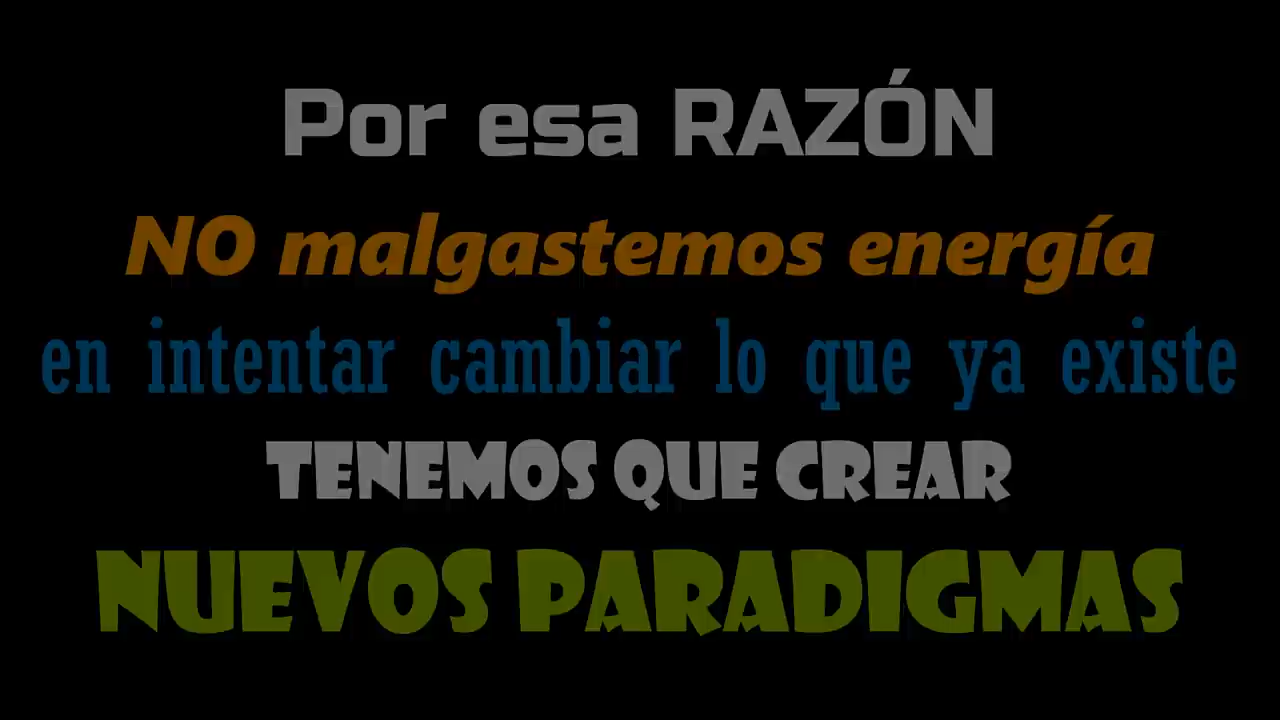 Por esa RAZÓN
NO malgastemos energía
en intentar cambiar lo que ya existe
TENEMOS QUE CREAR
NUEVOS PARADIGMAS